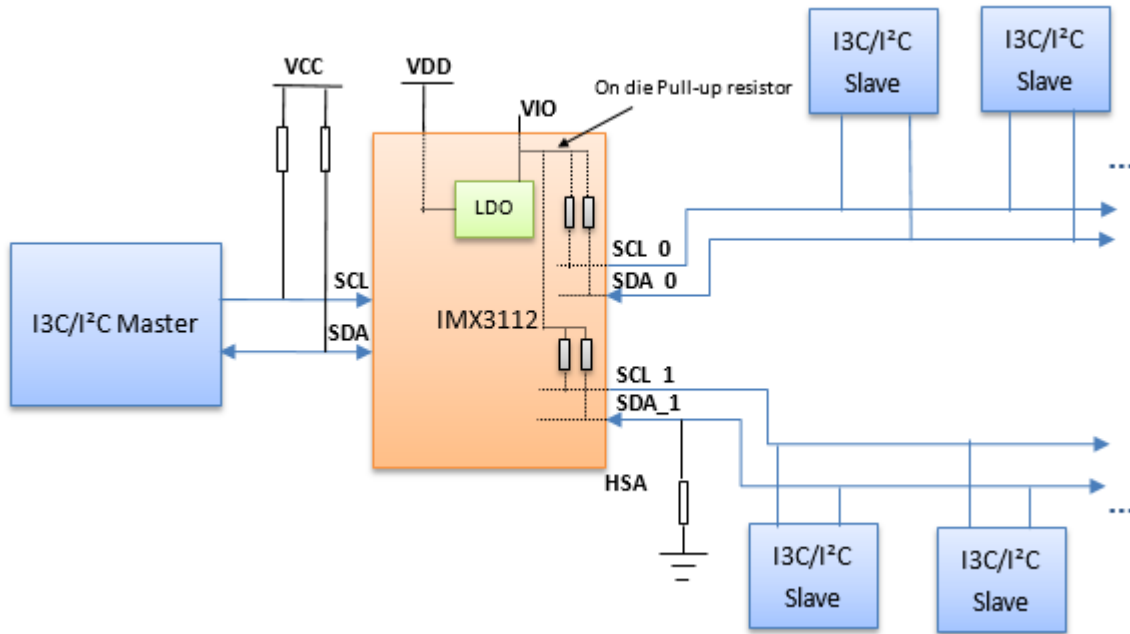 I3C/I²C
Slave
I3C/I²C
Slave
VCC
VDD
On die Pull-up resistor
VIO
...
LDO
SCL_0
SDA_0
I3C/I²C Master
SCL
SDA
IMX3112
SCL_1
SDA_1
HSA
...
I3C/I²C
Slave
I3C/I²C
Slave